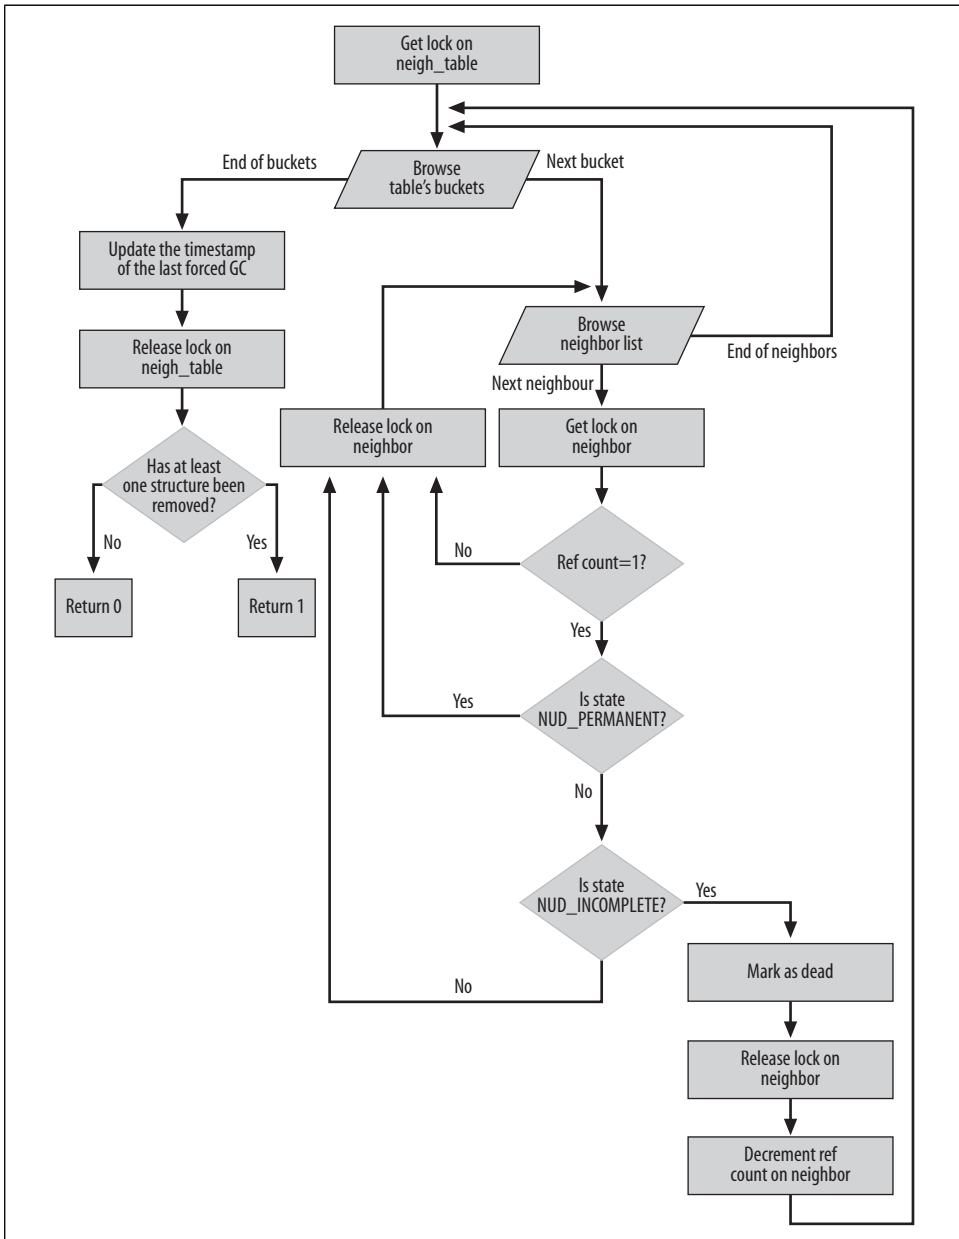 Get lock on
neigh_table
End of buckets
Next bucket
Browse
table's buckets
Update the timestamp
of the last forced GC
Browse
neighbor list
End of neighbors
Release lock on
neigh_table
Next neighbour
Release lock on
neighbor
Get lock on
neighbor
Has at least
one structure been
removed?
No
Yes
Return 0
Return 1
No
Ref count=1?
Yes
Yes
Is state
NUD_PERMANENT?
No
Is state
NUD_INCOMPLETE?
Yes
No
Mark as dead
Release lock on
neighbor
Decrement ref
count on neighbor